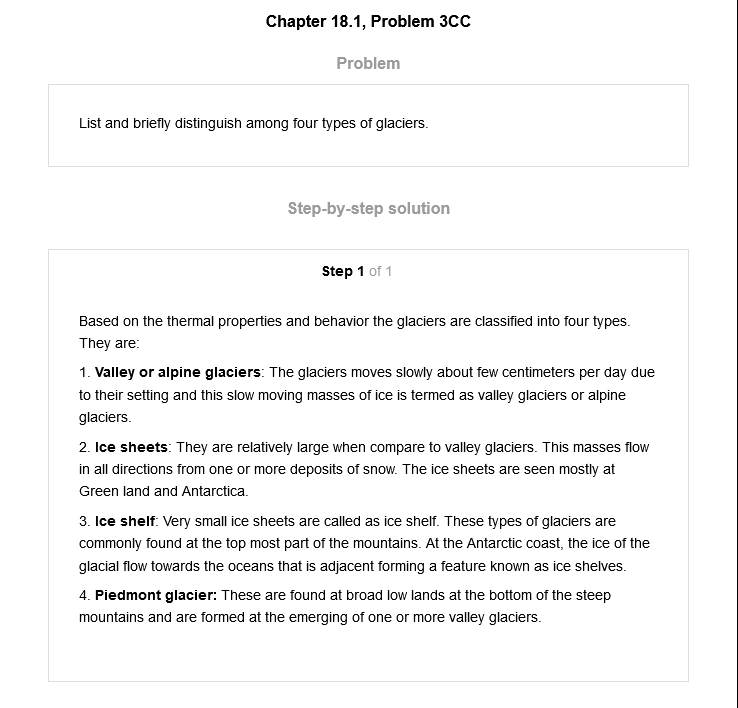 Chapter 18.1, Problem 3CC
Problem
List and briefly distinguish among four types of glaciers.
Step-by-step solution
Step 1 of 1
Based on the thermal properties and behavior the glaciers are classified into four types.
They are:
1. Valley or alpine glaciers: The glaciers moves slowly about few centimeters per day due
to their setting and this slow moving masses of ice is termed as valley glaciers or alpine
glaciers.
2. Ice sheets: They are relatively large when compare to valley glaciers. This masses flow
in all directions from one or more deposits of snow. The ice sheets are seen mostly at
Green land and Antarctica.
3. Ice shelf: Very small ice sheets are called as ice shelf. These types of glaciers are
commonly found at the top most part of the mountains. At the Antarctic coast, the ice of the
glacial flow towards the oceans that is adjacent forming a feature known as ice shelves.
4. Piedmont glacier: These are found at broad low lands at the bottom of the steep
mountains and are formed at the emerging of one or more valley glaciers.